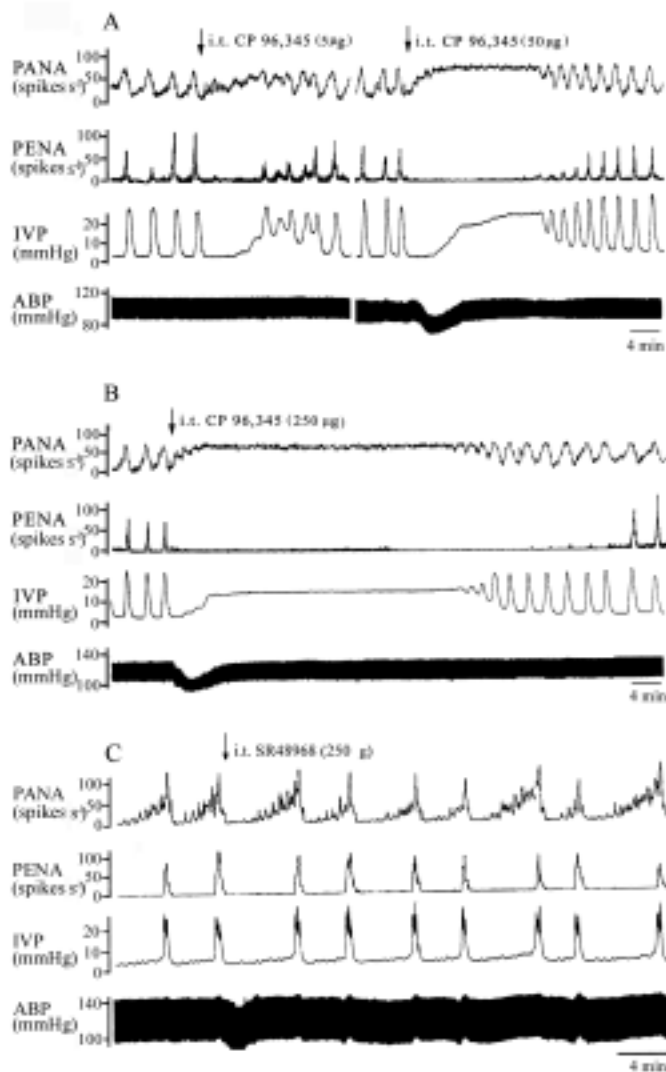 A
i.t. CP 96,345 (5µg) i.t. CP 96,345 (50µg)
PANA (spikes s⁻¹) 100 50 0
PENA (spikes s⁻¹) 100 50 0
IVP (mmHg) 20 10 0
ABP (mmHg) 120 80
4 min
B
i.t. CP 96,345 (250 µg)
PANA (spikes s⁻¹) 100 50 0
PENA (spikes s⁻¹) 100 50 0
IVP (mmHg) 20 10 0
ABP (mmHg) 140 100
4 min
C
i.t. SR48968 (250 g)
PANA (spikes s⁻¹) 100 50 0
PENA (spikes s⁻¹) 100 50 0
IVP (mmHg) 20 10 0
ABP (mmHg) 140 100
4 min